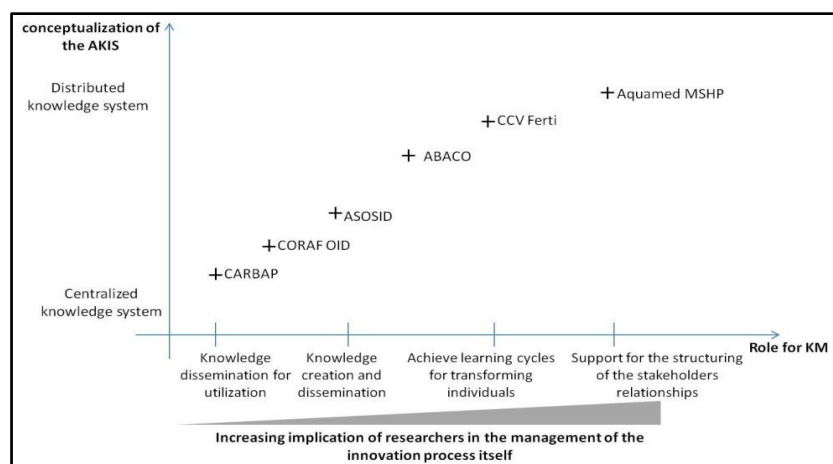 conceptualization of
the AKIS
Distributed
knowledge system
Aquamed MSHP
CCV Ferti
ABACO
ASOSID
CORAF OID
CARBAP
Centralized
knowledge system
Role for KM
Knowledge
dissemination for
utilization
Knowledge
creation and
dissemination
Achieve learning cycles
for transforming
individuals
Support for the structuring
of the stakeholders
relationships
Increasing implication of researchers in the management of the
innovation process itself